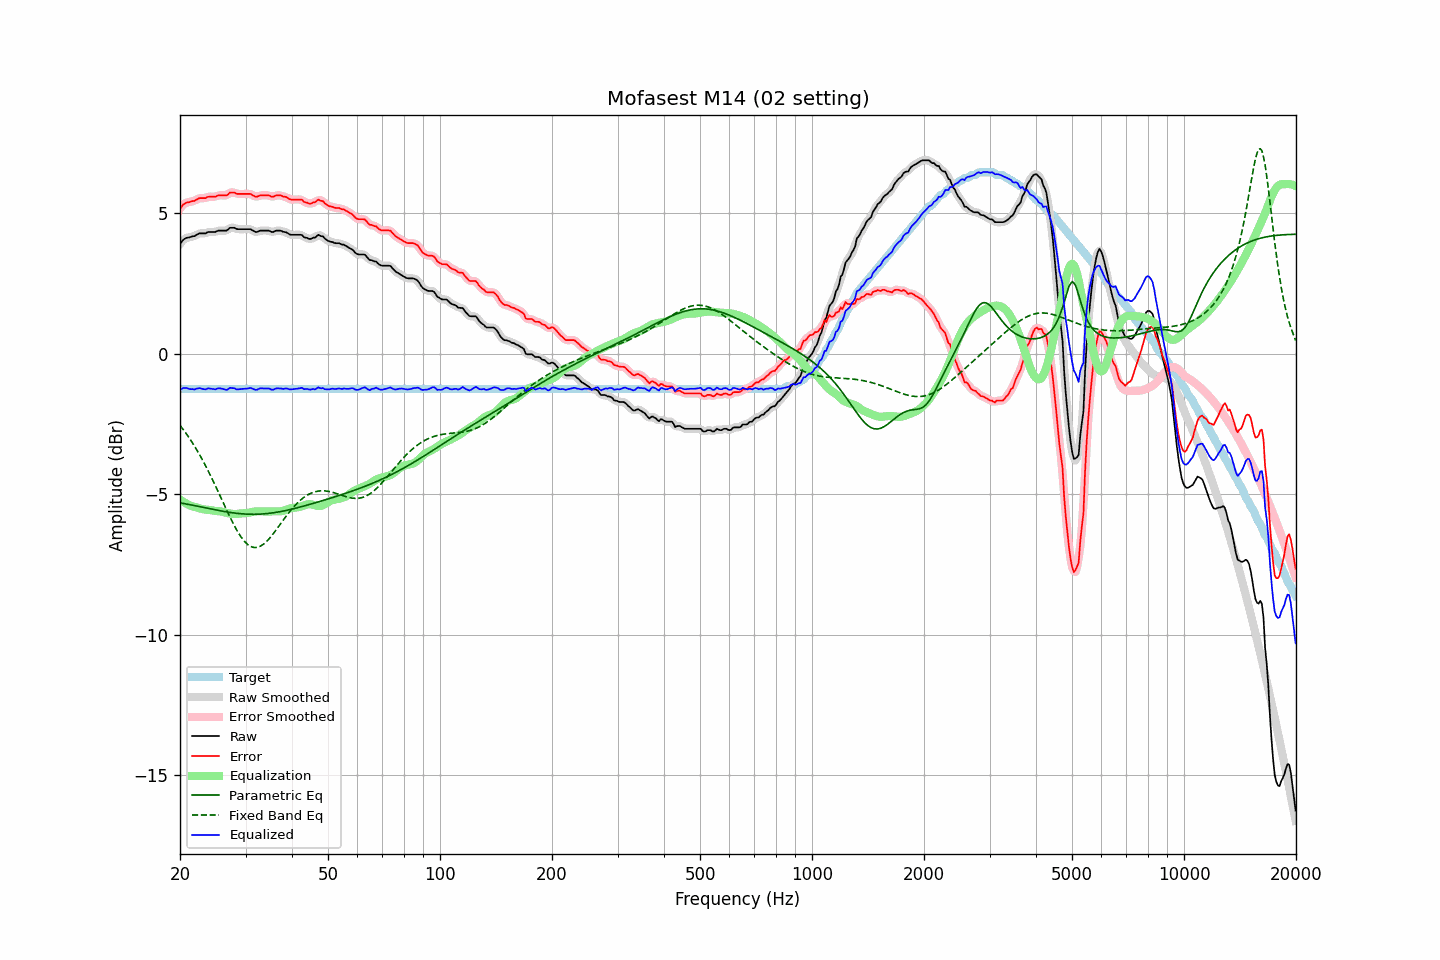 Mofasest M14 (02 setting)
Amplitude (dBr)
5
0
−5
−10
−15
Target
Raw Smoothed
Error Smoothed
Raw
Error
Equalization
Parametric Eq
Fixed Band Eq
Equalized
20 50 100 200 500 1000 2000 5000 10000 20000
Frequency (Hz)